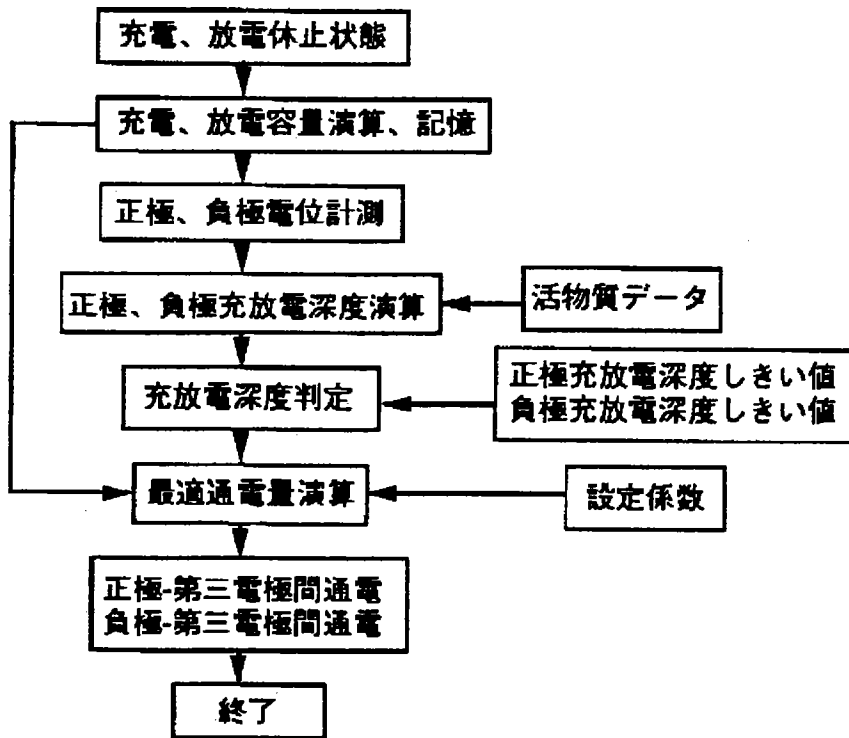 充電、放電休止状態
充電、放電容量演算、記憶
正極、負極電位計測
正極、負極充放電深度演算
活物質データ
充放電深度判定
正極充放電深度しきい値
負極充放電深度しきい値
最適通電量演算
設定係数
正極-第三電極間通電
負極-第三電極間通電
終了